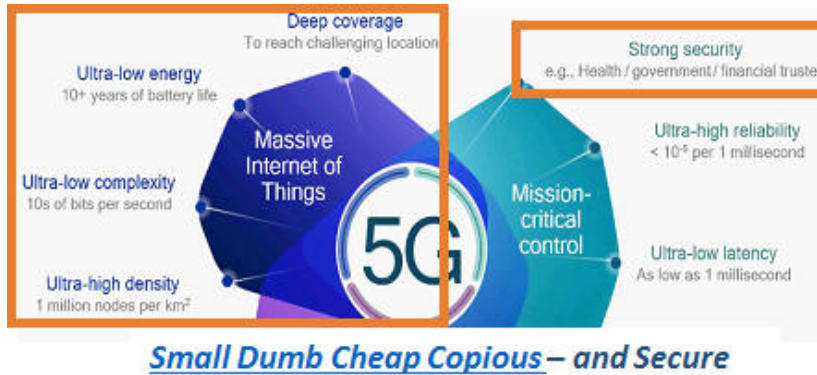 Deep coverage
To reach challenging location
Ultra-low energy
10+ years of battery life
Ultra-low complexity
10s of bits per second
Ultra-high density
1 million nodes per km²
Massive
Internet of
Things
5G
Mission-
critical
control
Strong security
e.g., Health / government / financial truste
Ultra-high reliability
< 10⁻⁵ per 1 millisecond
Ultra-low latency
As low as 1 millisecond
Small Dumb Cheap Copious – and Secure